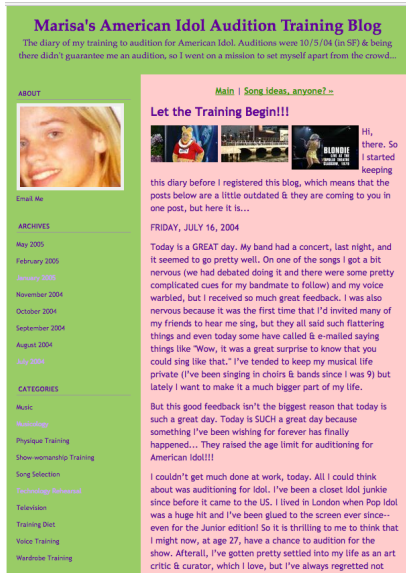 Marisa's American Idol Audition Training Blog
The diary of my training to audition for American Idol. Auditions were 10/5/04 (in SF) & being
there didn't guarantee me an audition, so I went on a mission to set myself apart from the crowd...
ABOUT
Email Me
ARCHIVES
May 2005
February 2005
November 2004
October 2004
September 2004
August 2004
July 2004
CATEGORIES
Music
Physique Training
Show-womanship Training
Song Selection
Television
Training Diet
Voice Training
Wardrobe Training
Main | Song ideas, anyone? »
Let the Training Begin!!!
BLONDIE
Hi,
there. So
I started
keeping
this diary before I registered this blog, which means that the
posts below are a little outdated & they are coming to you in
one post, but here it is...
FRIDAY, JULY 16, 2004
Today is a GREAT day. My band had a concert, last night, and
it seemed to go pretty well. On one of the songs I got a bit
nervous (we had debated doing it and there were some pretty
complicated cues for my bandmate to follow) and my voice
warbled, but I received so much great feedback. I was also
nervous because it was the first time that I'd invited many of
my friends to hear me sing, but they all said such flattering
things and even today some have called & e-mailed saying
things like "Wow, it was a great surprise to know that you
could sing like that." I've tended to keep my musical life
private (I've been singing in choirs & bands since I was 9) but
lately I want to make it a much bigger part of my life.
But this good feedback isn't the biggest reason that today is
such a great day. Today is SUCH a great day because
something I've been wishing for forever has finally
happened... They raised the age limit for auditioning for
American Idol!!!
I couldn't get much done at work, today. All I could think
about was auditioning for Idol. I've been a closet Idol junkie
since before it came to the US. I lived in London when Pop Idol
was a huge hit and I've been glued to the screen ever since--
even for the Junior edition! So it is thrilling to me to think that
I might now, at age 27, have a chance to audition for the
show. Afterall, I've gotten pretty settled into my life as an art
critic & curator, which I love, but I've always regretted not